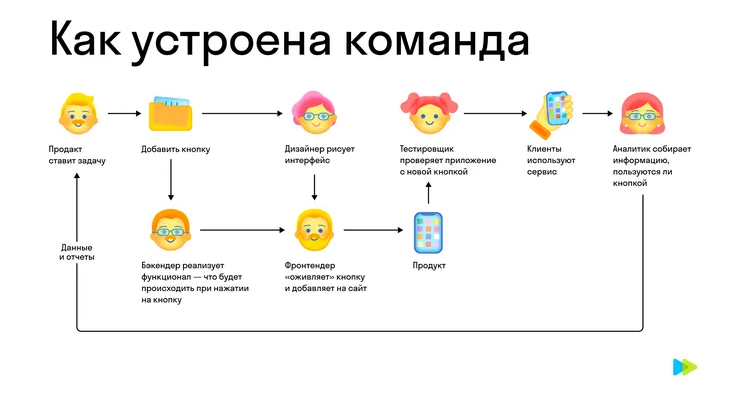 Как устроена команда
Продакт
ставит задачу
Добавить кнопку
Дизайнер рисует
интерфейс
Тестировщик
проверяет приложение
с новой кнопкой
Клиенты
используют
сервис
Аналитик собирает
информацию,
пользуются ли
кнопкой
Данные
и отчеты
Бэкендер реализует
функционал — что будет
происходить при нажатии
на кнопку
Фронтендер
«оживляет» кнопку
и добавляет на сайт
Продукт